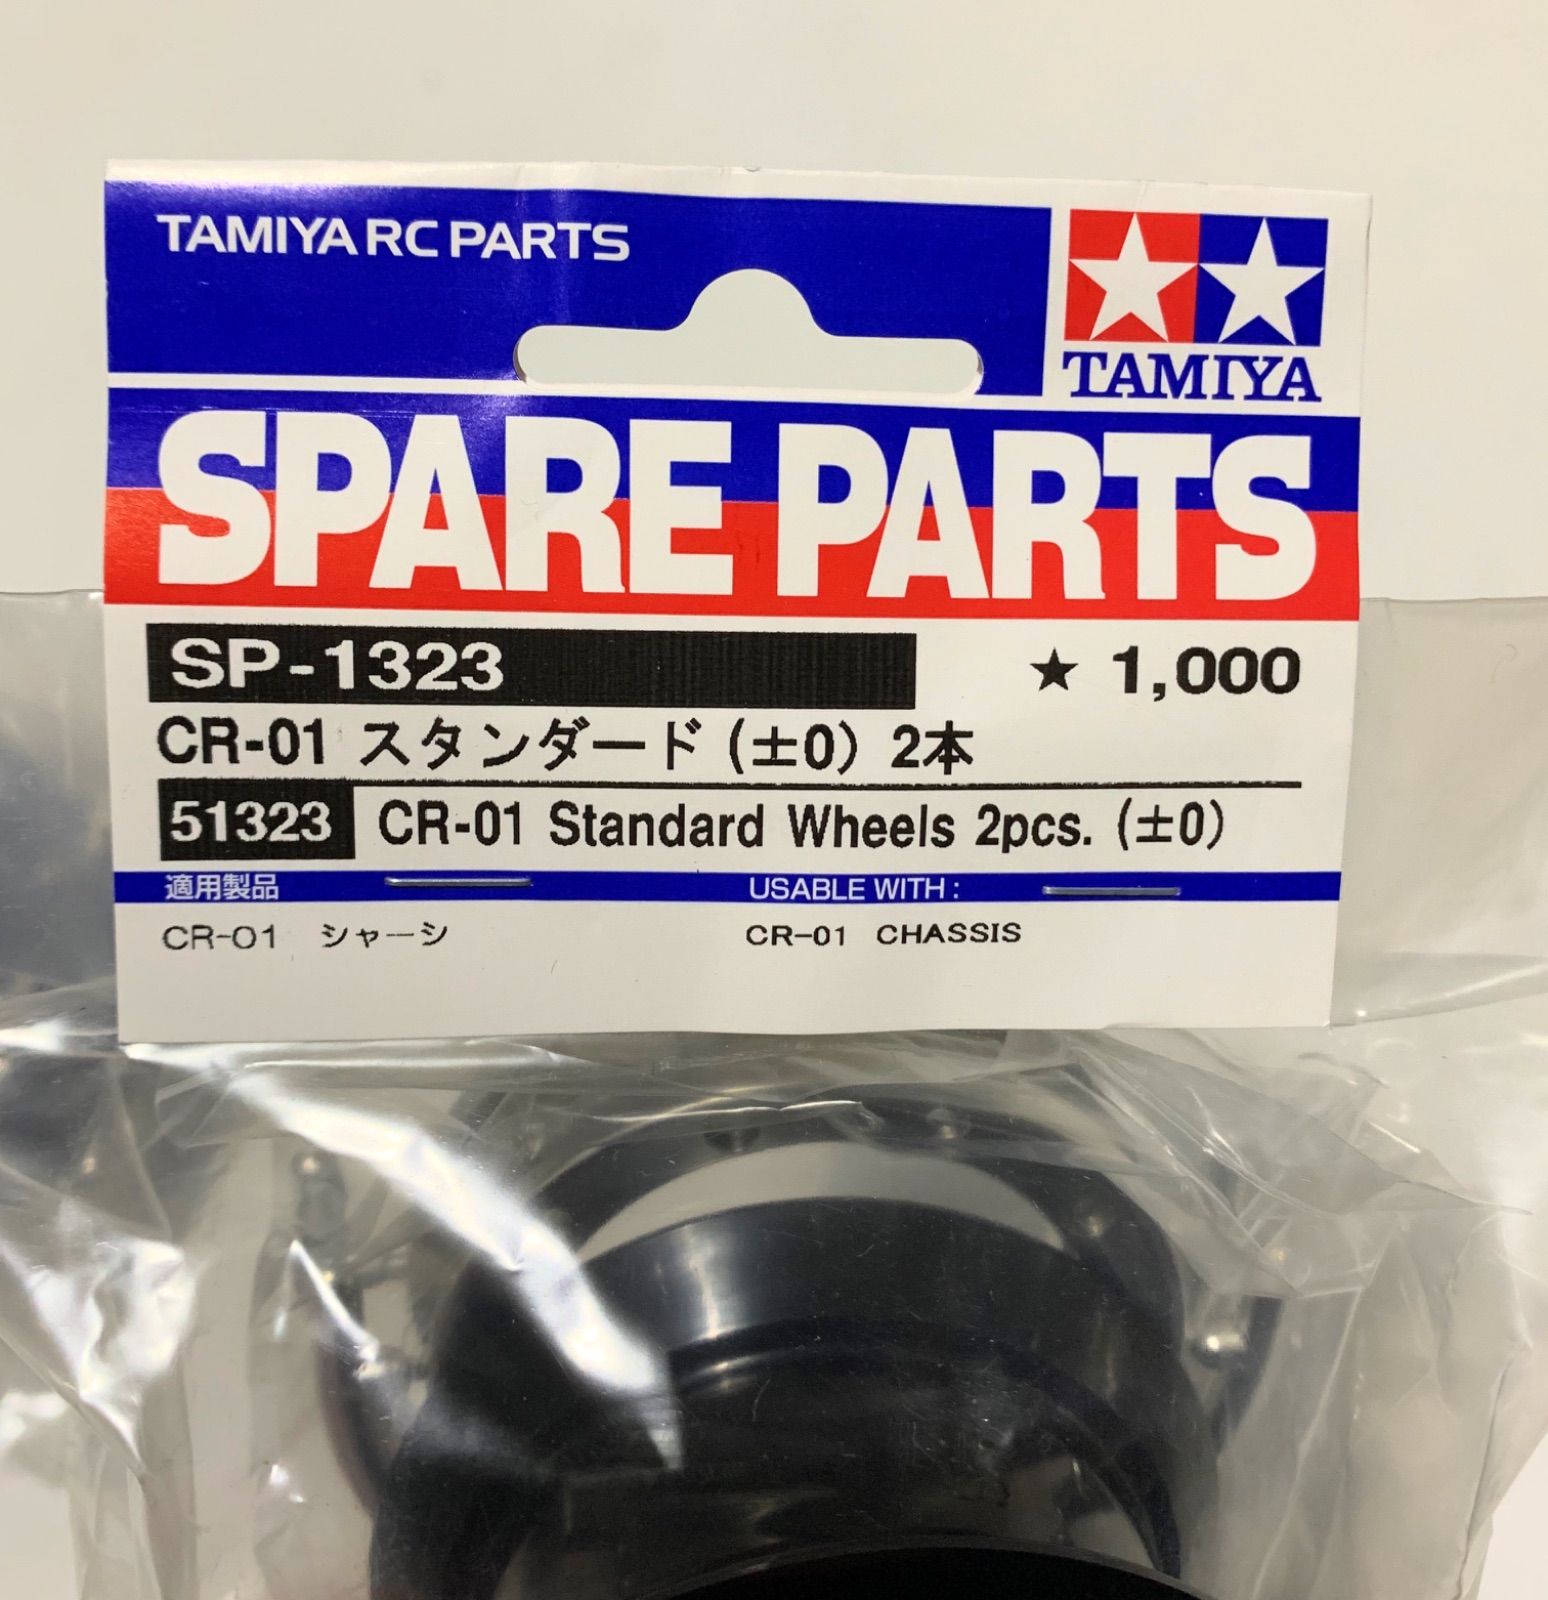 TAMIYA RC PARTS
TAMIYA
SPARE PARTS
SP-1323 ★ 1,000
CR-01 スタンダード (±0) 2本
51323 CR-01 Standard Wheels 2pcs. (±0)
適用製品 USABLE WITH :
CR-01 シャーシ CR-01 CHASSIS